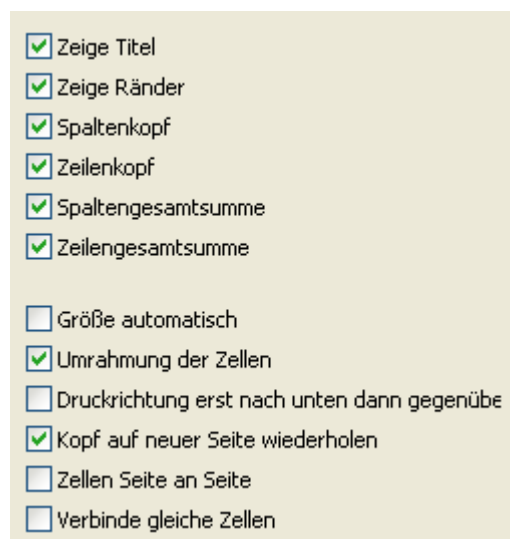 Zeige Titel
Zeige Ränder
Spaltenkopf
Zeilenkopf
Spaltengesamtsumme
Zeilengesamtsumme
Größe automatisch
Umrahmung der Zellen
Druckrichtung erst nach unten dann gegenübe
Kopf auf neuer Seite wiederholen
Zellen Seite an Seite
Verbinde gleiche Zellen